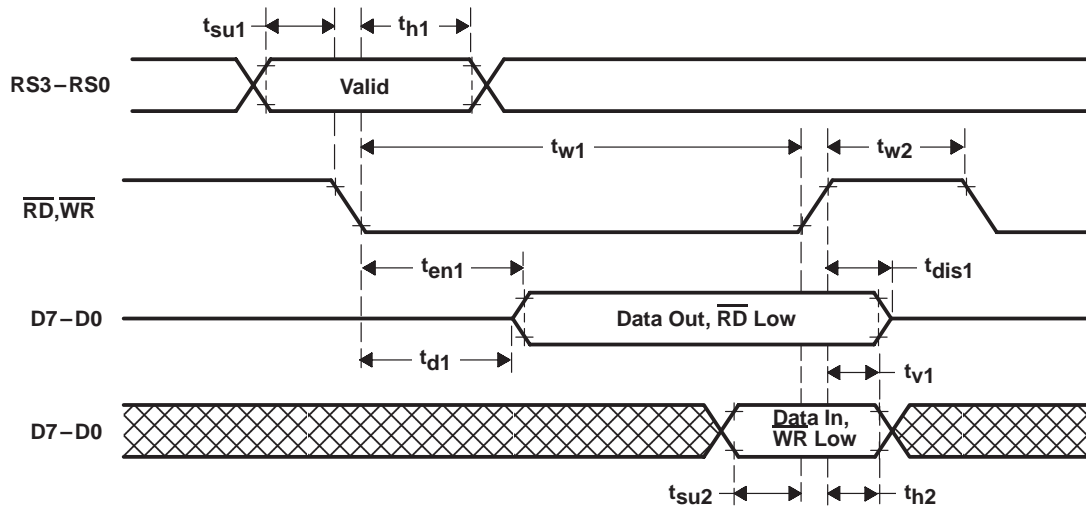 tsu1 th1
RS3–RS0 Valid
tw1 tw2
RD,WR
ten1 tdis1
D7–D0 Data Out, RD Low
td1 tv1
D7–D0 Data In,
WR Low
tsu2 th2